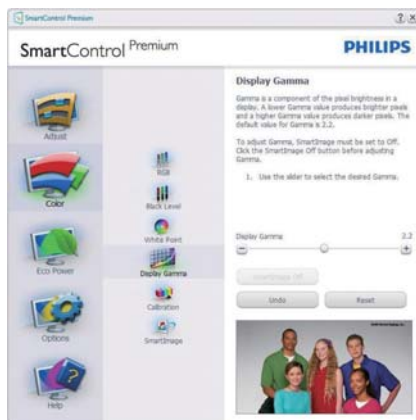 SmartControl Premium
SmartControl Premium
PHILIPS
Adjust
Color
Eco Power
Options
Help
RGB
Black Level
White Point
Display Gamma
Calibration
SmartImage
Display Gamma
Gamma is a component of the pixel brightness in a
display. A lower Gamma value produces brighter pixels
and a higher Gamma value produces darker pixels. The
default value for Gamma is 2.2.
To adjust Gamma, SmartImage must be set to Off.
Click the SmartImage Off button before adjusting
Gamma.
1. Use the slider to select the desired Gamma.
Display Gamma 2.2
SmartImage Off
Undo
Reset